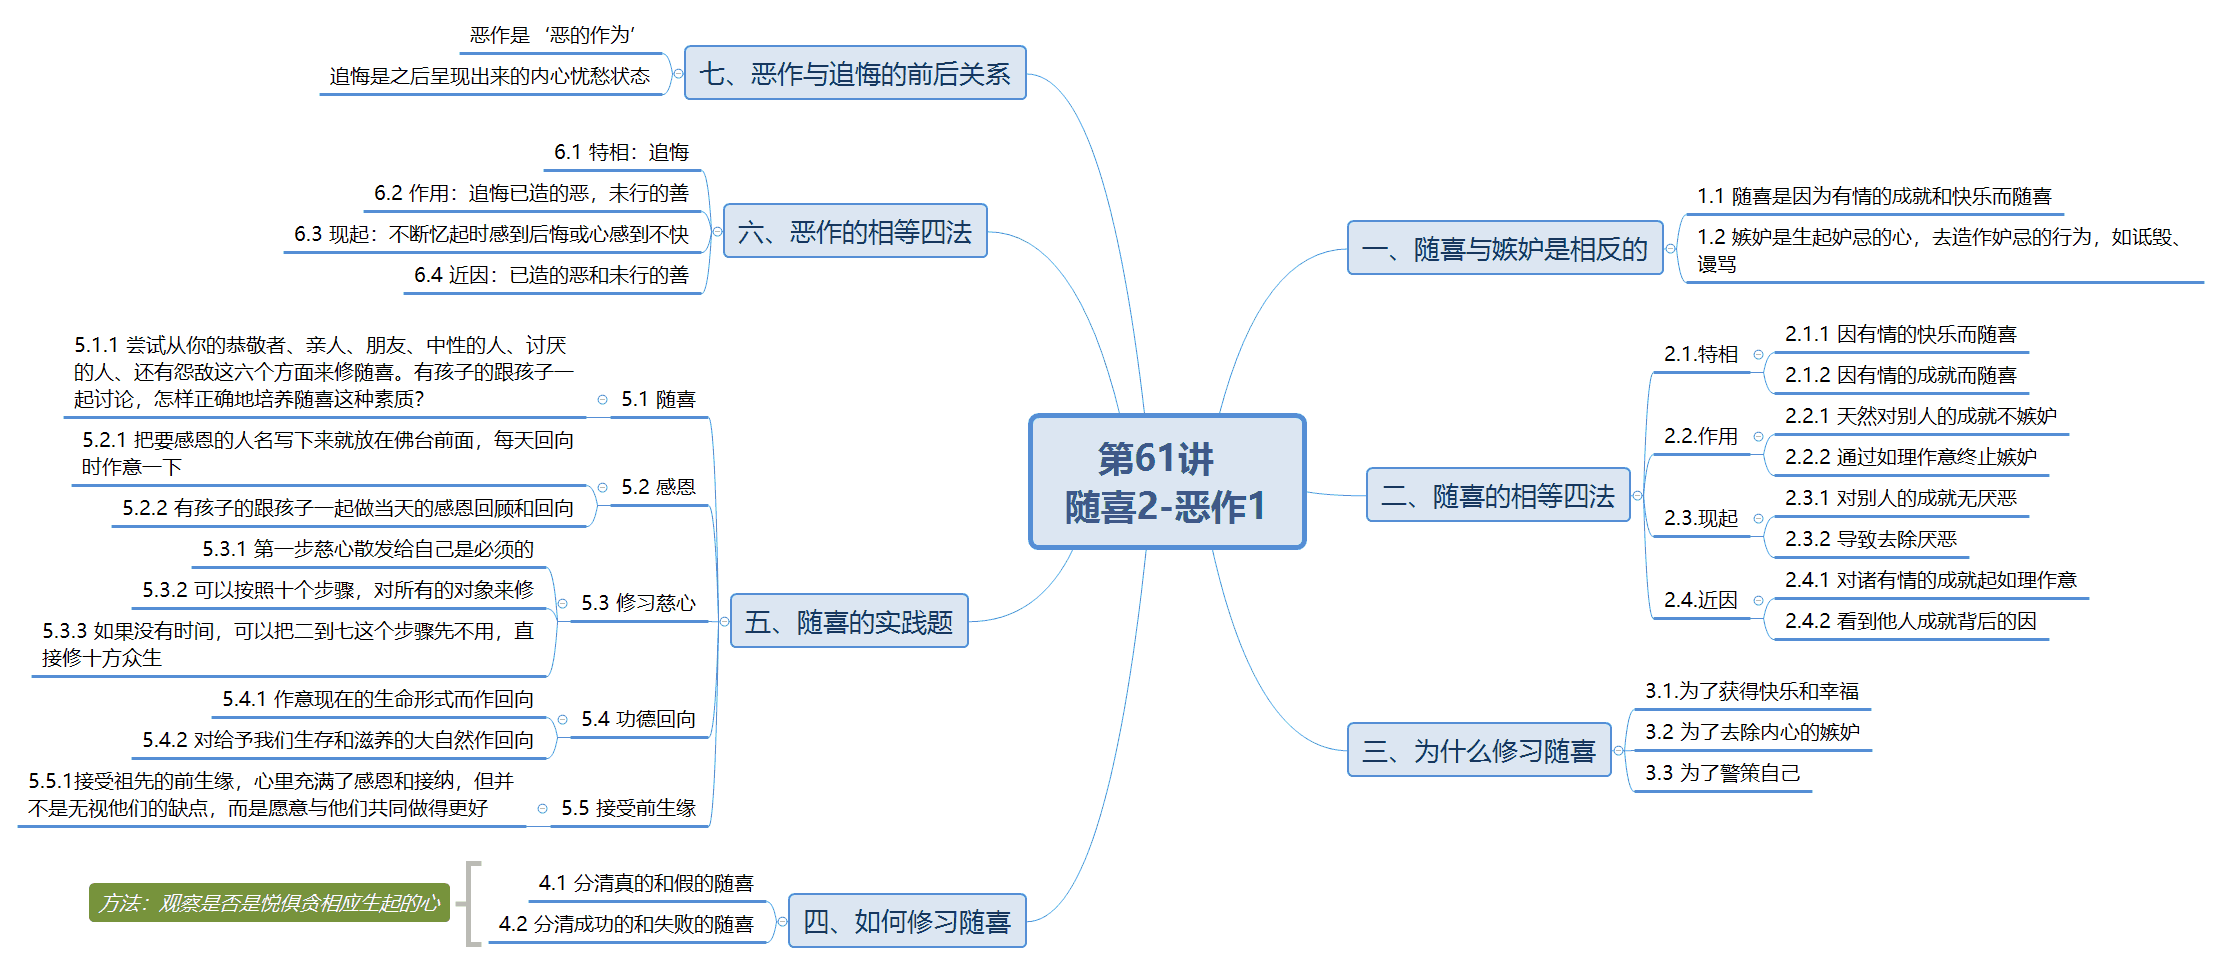 第61讲
随喜2-恶作1
一、随喜与嫉妒是相反的
1.1 随喜是因为有情的成就和快乐而随喜
1.2 嫉妒是生起妒忌的心，去造作妒忌的行为，如诋毁、
谩骂
二、随喜的相等四法
2.1.特相
2.1.1 因有情的快乐而随喜
2.1.2 因有情的成就而随喜
2.2.作用
2.2.1 天然对别人的成就不嫉妒
2.2.2 通过如理作意终止嫉妒
2.3.现起
2.3.1 对别人的成就无厌恶
2.3.2 导致去除厌恶
2.4.近因
2.4.1 对诸有情的成就起如理作意
2.4.2 看到他人成就背后的因
三、为什么修习随喜
3.1.为了获得快乐和幸福
3.2 为了去除内心的嫉妒
3.3 为了警策自己
四、如何修习随喜
4.1 分清真的和假的随喜
4.2 分清成功的和失败的随喜
方法：观察是否是悦俱贪相应生起的心
五、随喜的实践题
5.1 随喜
5.1.1 尝试从你的恭敬者、亲人、朋友、中性的人、讨厌
的人、还有怨敌这六个方面来修随喜。有孩子的跟孩子一
起讨论，怎样正确地培养随喜这种素质？
5.2 感恩
5.2.1 把要感恩的人名写下来就放在佛台前面，每天回向
时作意一下
5.2.2 有孩子的跟孩子一起做当天的感恩回顾和回向
5.3 修习慈心
5.3.1 第一步慈心散发给自己是必须的
5.3.2 可以按照十个步骤，对所有的对象来修
5.3.3 如果没有时间，可以把二到七这个步骤先不用，直
接修十方众生
5.4 功德回向
5.4.1 作意现在的生命形式而作回向
5.4.2 对给予我们生存和滋养的大自然作回向
5.5 接受前生缘
5.5.1接受祖先的前生缘，心里充满了感恩和接纳，但并
不是无视他们的缺点，而是愿意与他们共同做得更好
六、恶作的相等四法
6.1 特相：追悔
6.2 作用：追悔已造的恶，未行的善
6.3 现起：不断忆起时感到后悔或心感到不快
6.4 近因：已造的恶和未行的善
七、恶作与追悔的前后关系
恶作是‘恶的作为’
追悔是之后呈现出来的内心忧愁状态